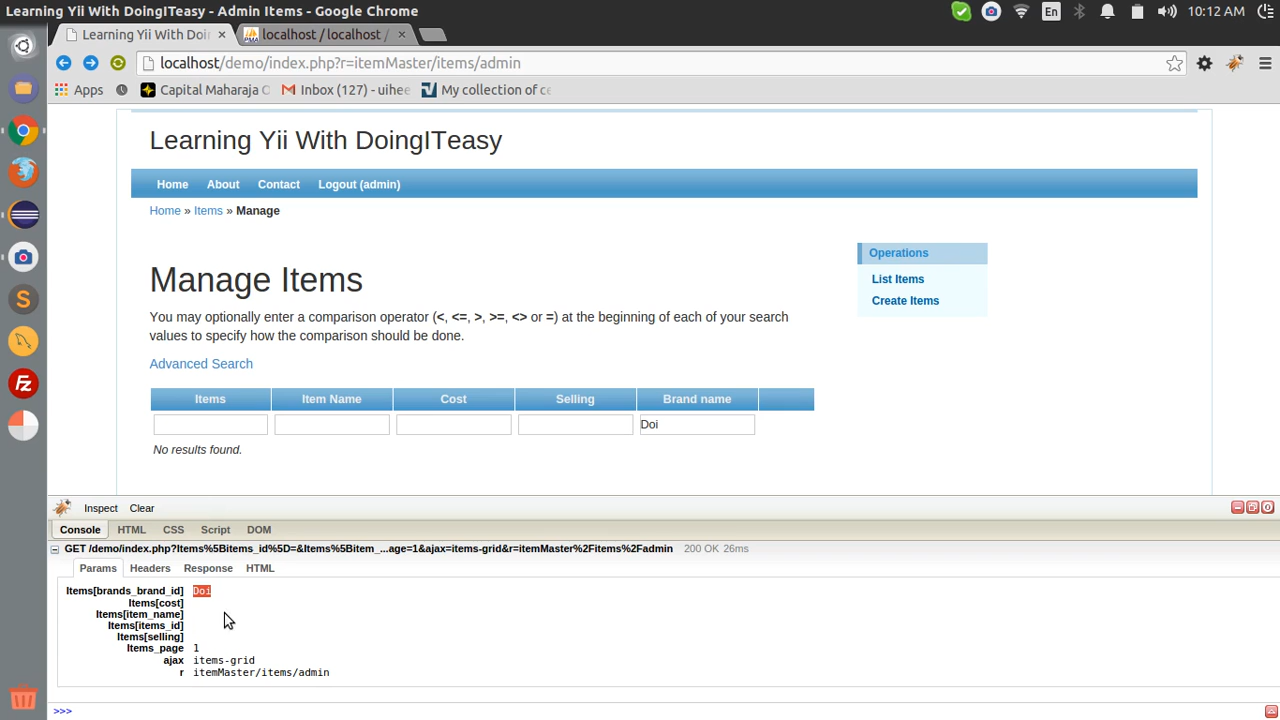 Learning Yii With DoingITeasy - Admin Items - Google Chrome
En
10:12 AM
Learning Yii With Doin
localhost / localhost /
localhost/demo/index.php?r=itemMaster/items/admin
Apps
Capital Maharaja O
Inbox (127) - uihee
My collection of ce
Learning Yii With DoingITeasy
Home About Contact Logout (admin)
Home » Items » Manage
Operations
List Items
Create Items
Manage Items
You may optionally enter a comparison operator (<, <=, >, >=, <> or =) at the beginning of each of your search
values to specify how the comparison should be done.
Advanced Search
Items Item Name Cost Selling Brand name
Doi
No results found.
Inspect Clear
Console HTML CSS Script DOM
GET /demo/index.php?Items%5Bitems_id%5D=&Items%5Bitem_...age=1&ajax=items-grid&r=itemMaster%2Fitems%2Fadmin 200 OK 26ms
Params Headers Response HTML
Items[brands_brand_id] Doi
Items[cost]
Items[item_name]
Items[items_id]
Items[selling]
Items_page 1
ajax items-grid
r itemMaster/items/admin
>>>